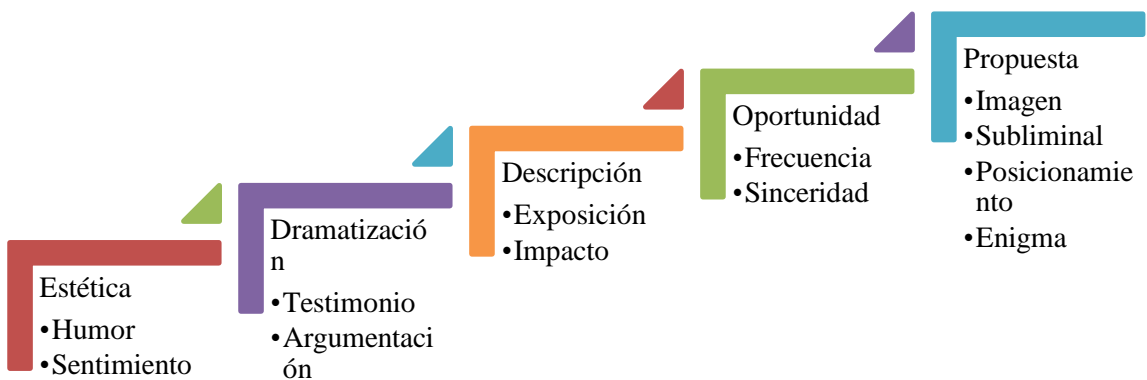 Estética
•Humor
•Sentimiento
Dramatizació
n
•Testimonio
•Argumentaci
ón
Descripción
•Exposición
•Impacto
Oportunidad
•Frecuencia
•Sinceridad
Propuesta
•Imagen
•Subliminal
•Posicionamie
nto
•Enigma